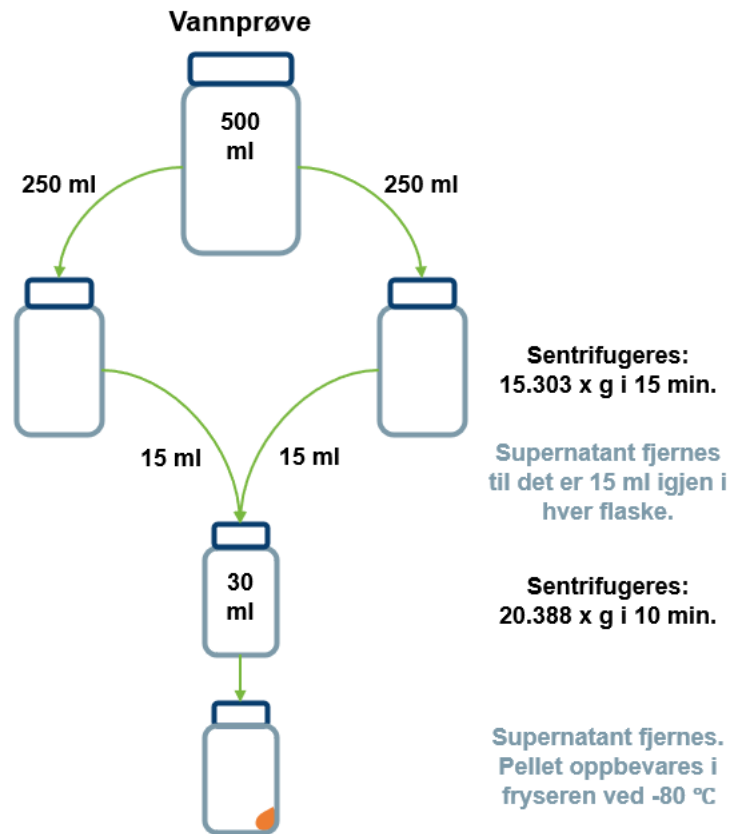 Vannprøve
500
ml
250 ml
250 ml
Sentrifugeres:
15.303 x g i 15 min.
15 ml
15 ml
Supernatant fjernes
til det er 15 ml igjen i
hver flaske.
30
ml
Sentrifugeres:
20.388 x g i 10 min.
Supernatant fjernes.
Pellet oppbevares i
fryseren ved -80 ℃